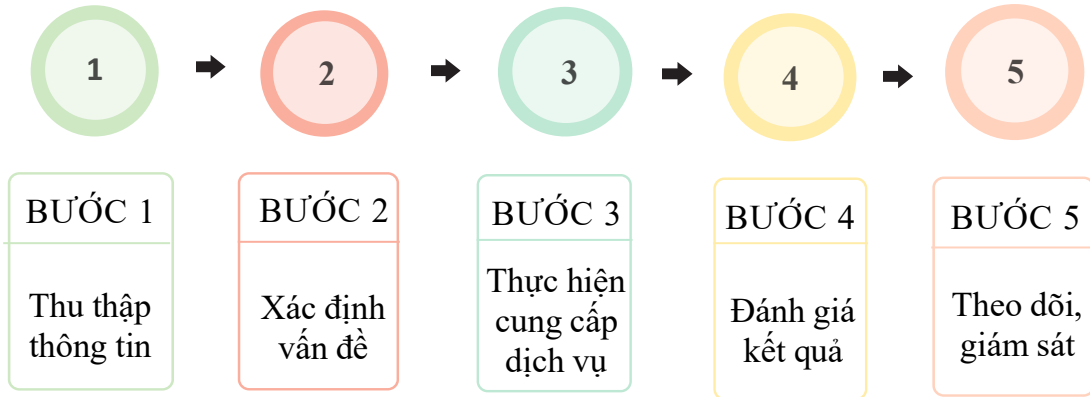 1
2
3
4
5
BƯỚC 1
Thu thập
thông tin
BƯỚC 2
Xác định
vấn đề
BƯỚC 3
Thực hiện
cung cấp
dịch vụ
BƯỚC 4
Đánh giá
kết quả
BƯỚC 5
Theo dõi,
giám sát